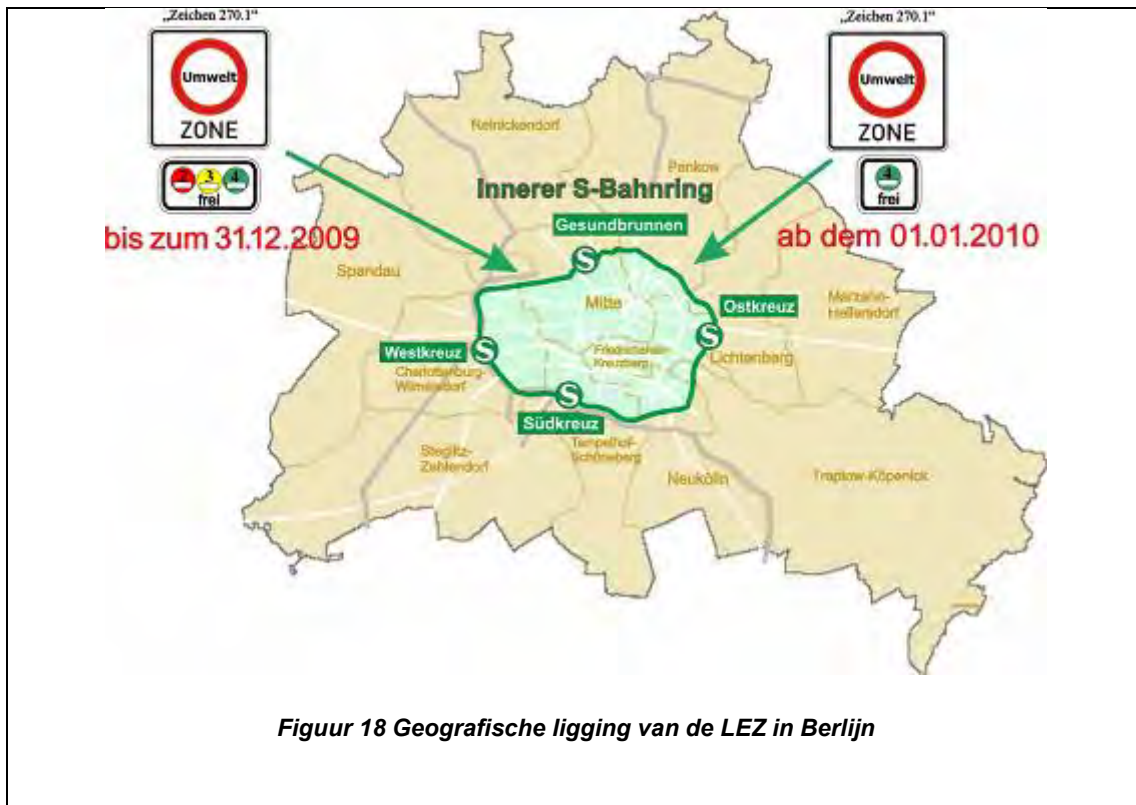 „Zeichen 270.1“
Umwelt
ZONE
2 3 4
frei
bis zum 31.12.2009
„Zeichen 270.1“
Umwelt
ZONE
4
frei
ab dem 01.01.2010
Reinickendorf
Pankow
Innerer S-Bahnring
Gesundbrunnen
S
Spandau
Mitte
Ostkreuz
S
Marzahn-
Hellersdorf
Westkreuz
S
Friedrichshain-
Kreuzberg
Lichtenberg
Charlottenburg-
Wilmersdorf
S
Südkreuz
Steglitz-
Zehlendorf
Tempelhof-
Schöneberg
Neukölln
Treptow-Köpenick
Figuur 18 Geografische ligging van de LEZ in Berlijn